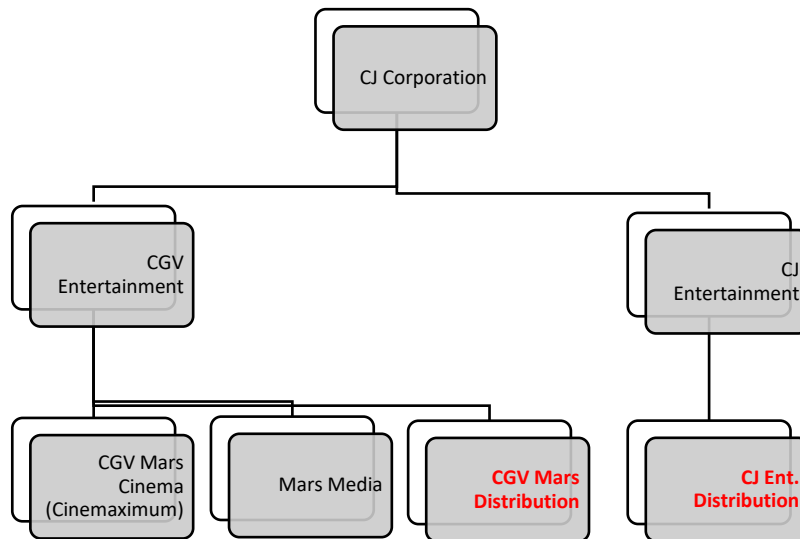 CJ Corporation
CGV
Entertainment
CJ
Entertainment
CGV Mars
Cinema
(Cinemaximum)
Mars Media
CGV Mars
Distribution
CJ Ent.
Distribution